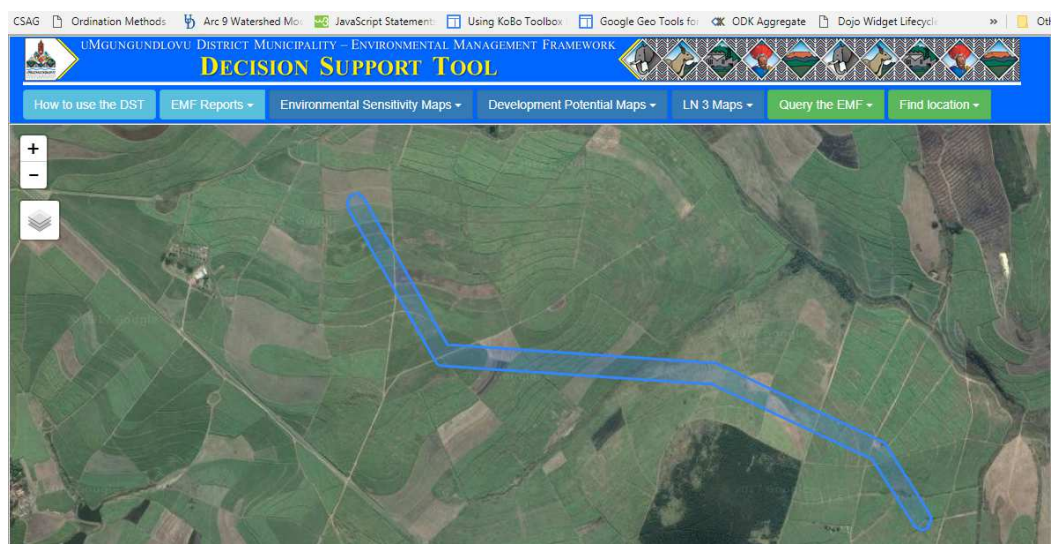 CSAG Ordination Methods Arc 9 Watershed Mo JavaScript Statement Using KoBo Toolbox Google Geo Tools fo ODK Aggregate Dojo Widget Lifecycle » Oth
UMGUNGUNDLOVU DISTRICT MUNICIPALITY – ENVIRONMENTAL MANAGEMENT FRAMEWORK
DECISION SUPPORT TOOL
How to use the DST EMF Reports Environmental Sensitivity Maps Development Potential Maps LN 3 Maps Query the EMF Find location
+
−